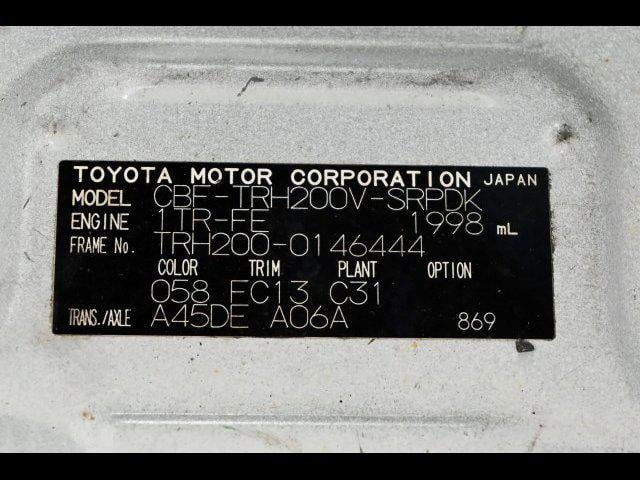 TOYOTA MOTOR CORPORATION JAPAN
MODEL CBF-TRH200V-SRPDK
ENGINE 1TR-FE 1998 mL
FRAME No. TRH200-0146444
COLOR TRIM PLANT OPTION
058 FC13 C31
TRANS./AXLE A45DE A06A 869